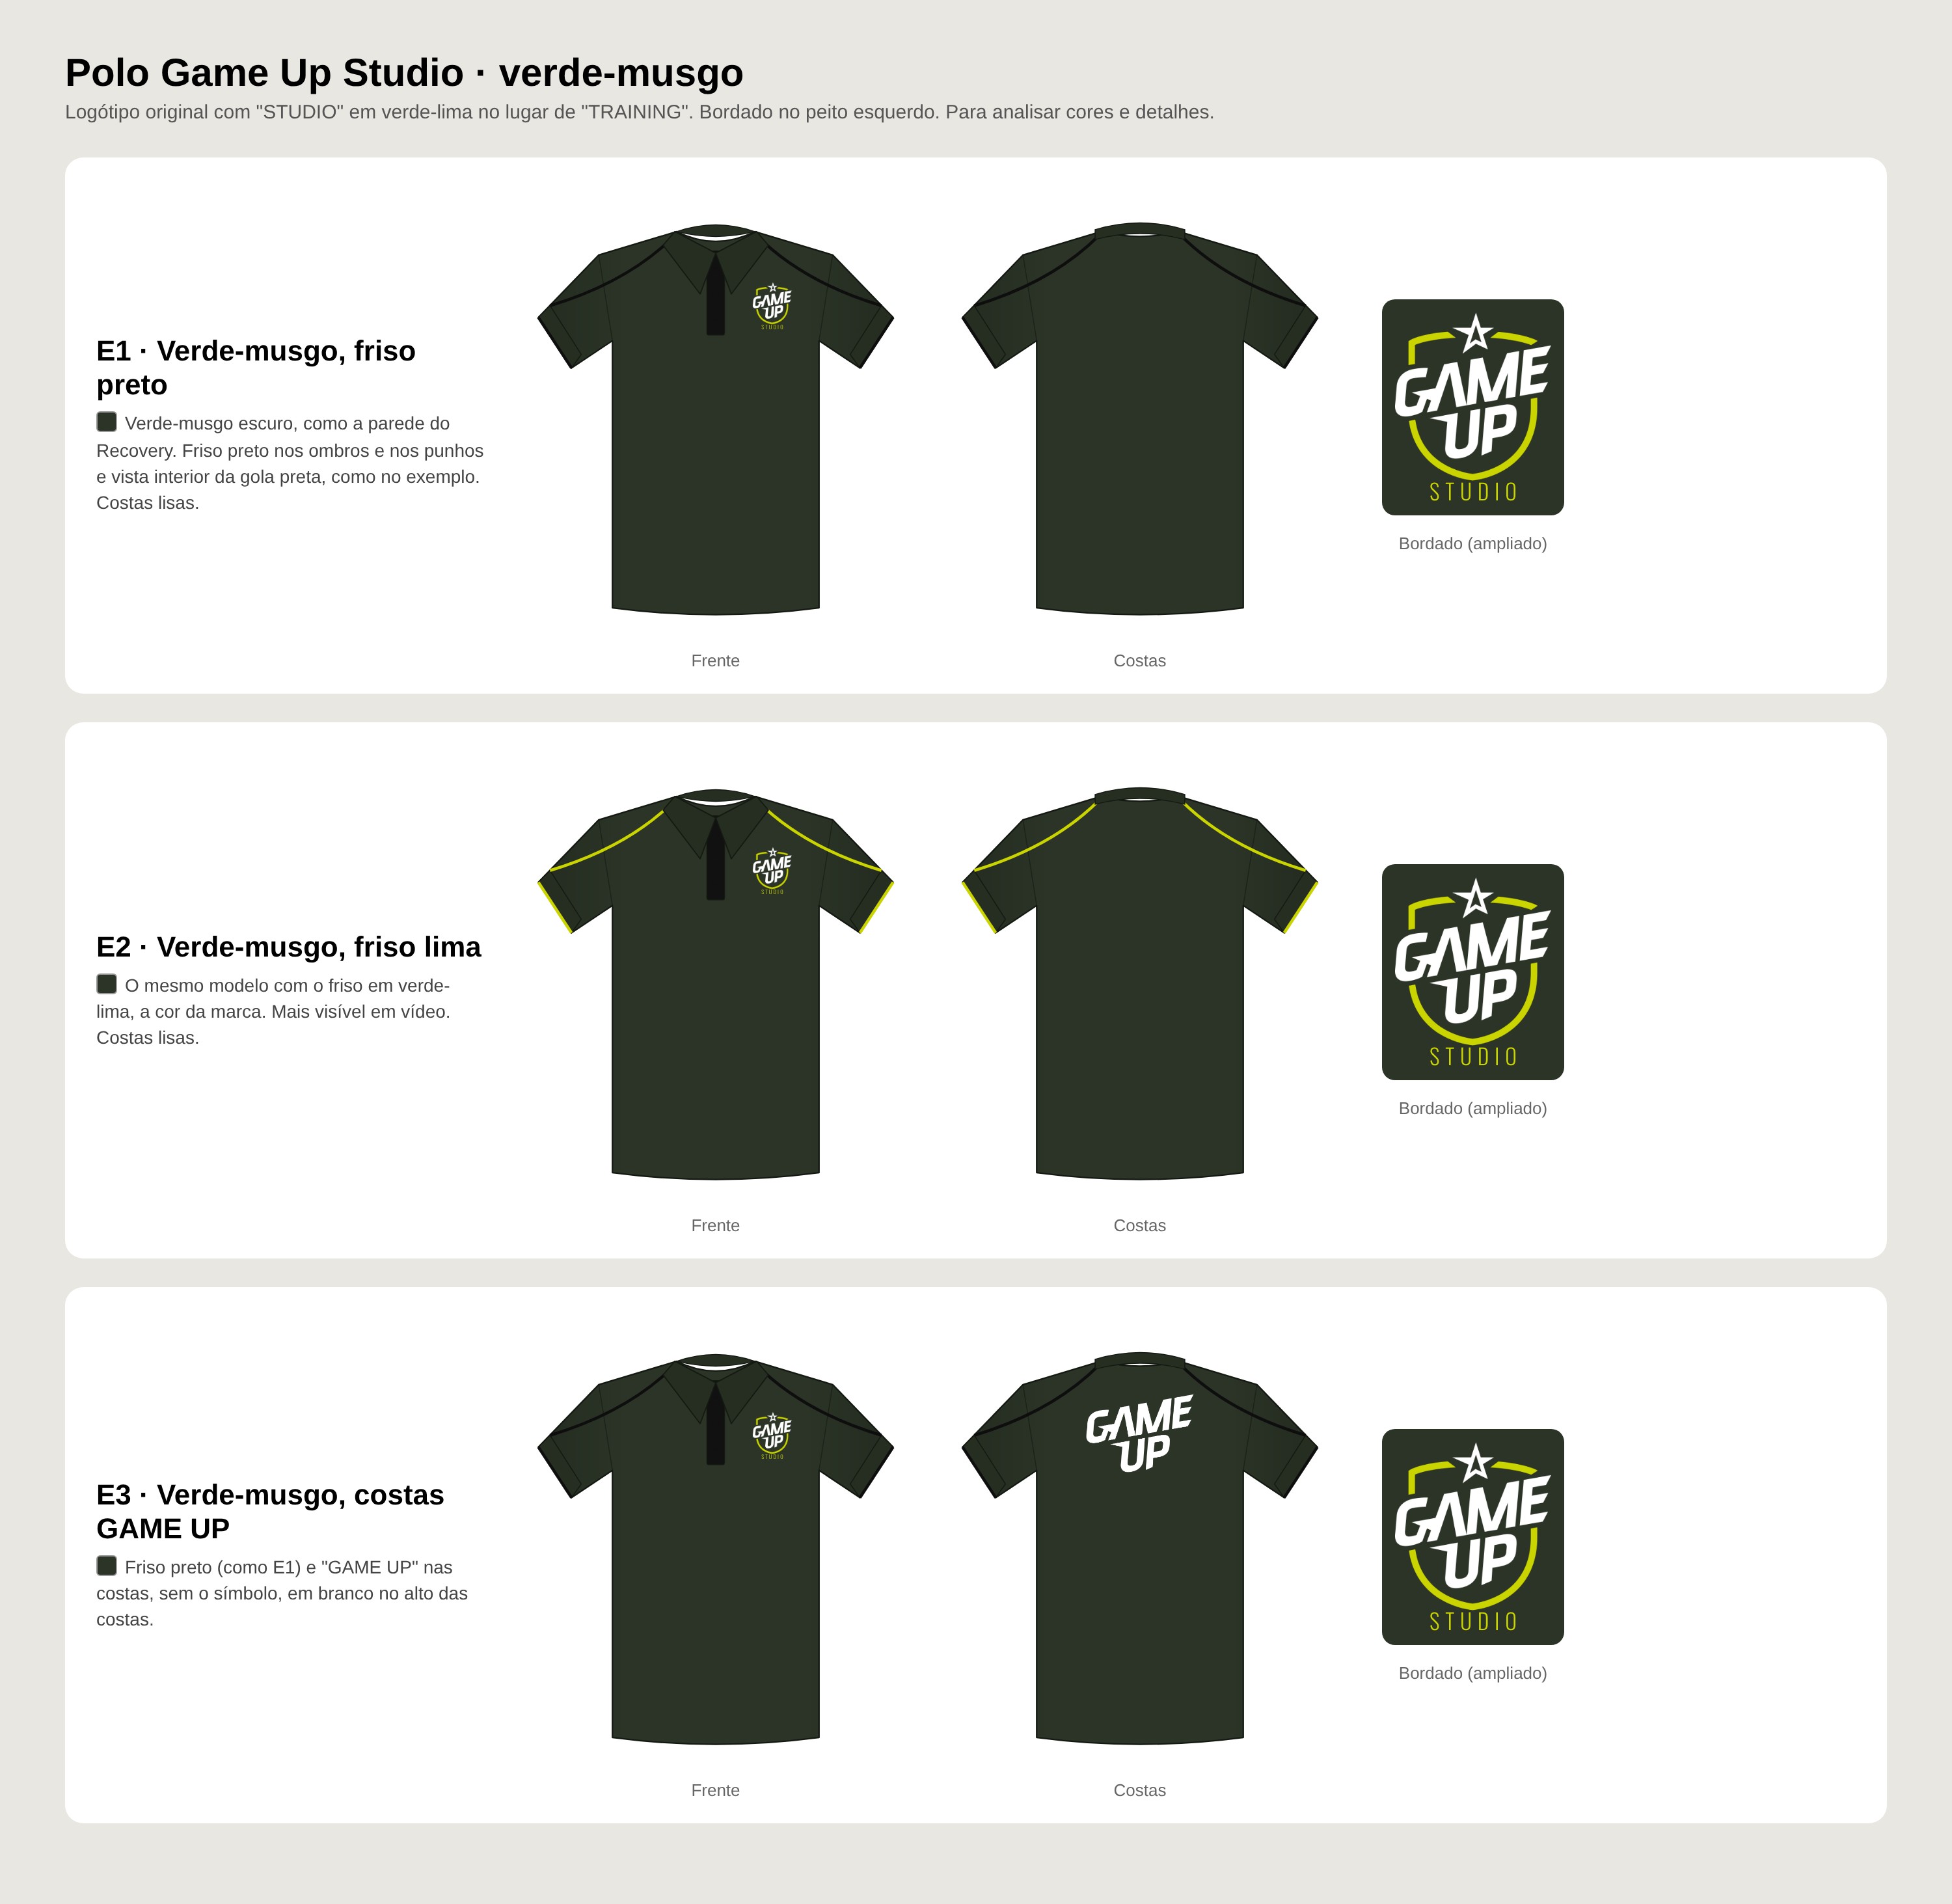 Polo Game Up Studio · verde-musgo
Logótipo original com "STUDIO" em verde-lima no lugar de "TRAINING". Bordado no peito esquerdo. Para analisar cores e detalhes.
E1 · Verde-musgo, friso
preto
Verde-musgo escuro, como a parede do
Recovery. Friso preto nos ombros e nos punhos
e vista interior da gola preta, como no exemplo.
Costas lisas.
GAME
UP
STUDIO
Frente
Costas
GAME
UP
STUDIO
Bordado (ampliado)
E2 · Verde-musgo, friso lima
O mesmo modelo com o friso em verde-
lima, a cor da marca. Mais visível em vídeo.
Costas lisas.
GAME
UP
STUDIO
Frente
Costas
GAME
UP
STUDIO
Bordado (ampliado)
E3 · Verde-musgo, costas
GAME UP
Friso preto (como E1) e "GAME UP" nas
costas, sem o símbolo, em branco no alto das
costas.
GAME
UP
STUDIO
Frente
GAME
UP
Costas
GAME
UP
STUDIO
Bordado (ampliado)